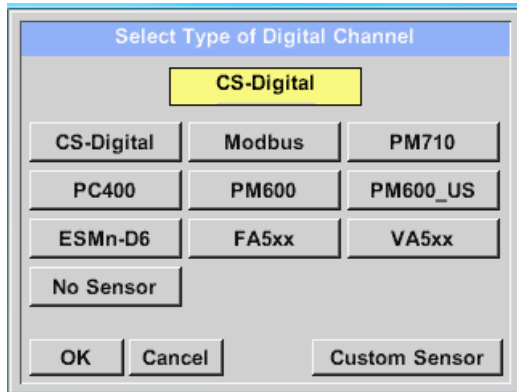 Select Type of Digital Channel
CS-Digital
CS-Digital Modbus PM710
PC400 PM600 PM600_US
ESMn-D6 FA5xx VA5xx
No Sensor
OK Cancel Custom Sensor